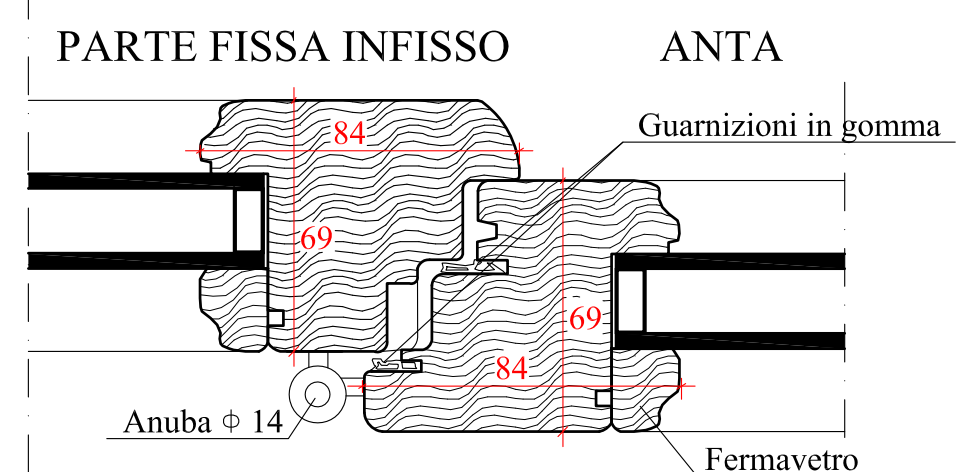 PARTE FISSA INFISSO
ANTA
Guarnizioni in gomma
84
69
69
84
Anuba ϕ 14
Fermavetro